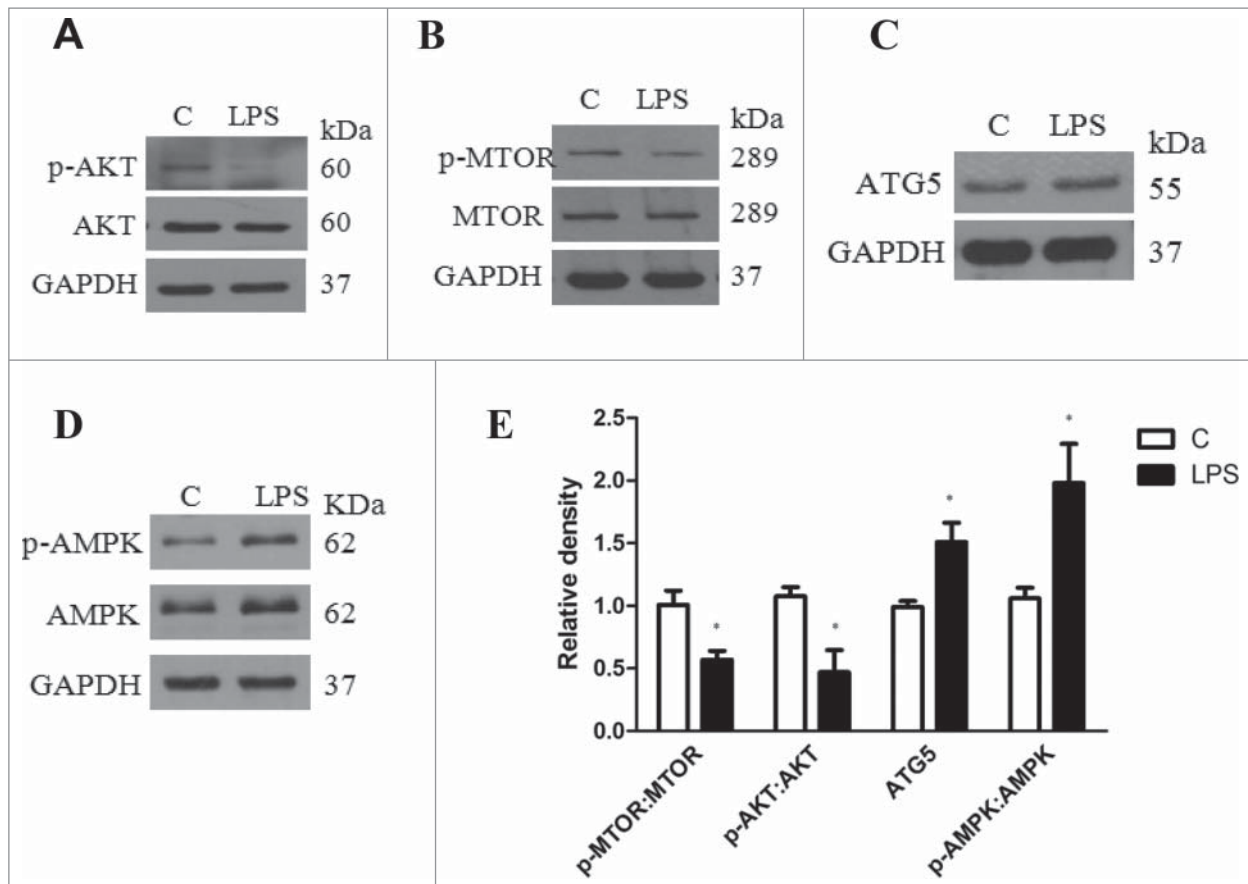 A
C LPS kDa
p-AKT 60
AKT 60
GAPDH 37
B
C LPS kDa
p-MTOR 289
MTOR 289
GAPDH 37
C
C LPS kDa
ATG5 55
GAPDH 37
D
C LPS KDa
p-AMPK 62
AMPK 62
GAPDH 37
E
Relative density
2.5
2.0
1.5
1.0
0.5
0.0
* * * *
p-MTOR:MTOR
p-AKT:AKT
ATG5
p-AMPK:AMPK
C
LPS